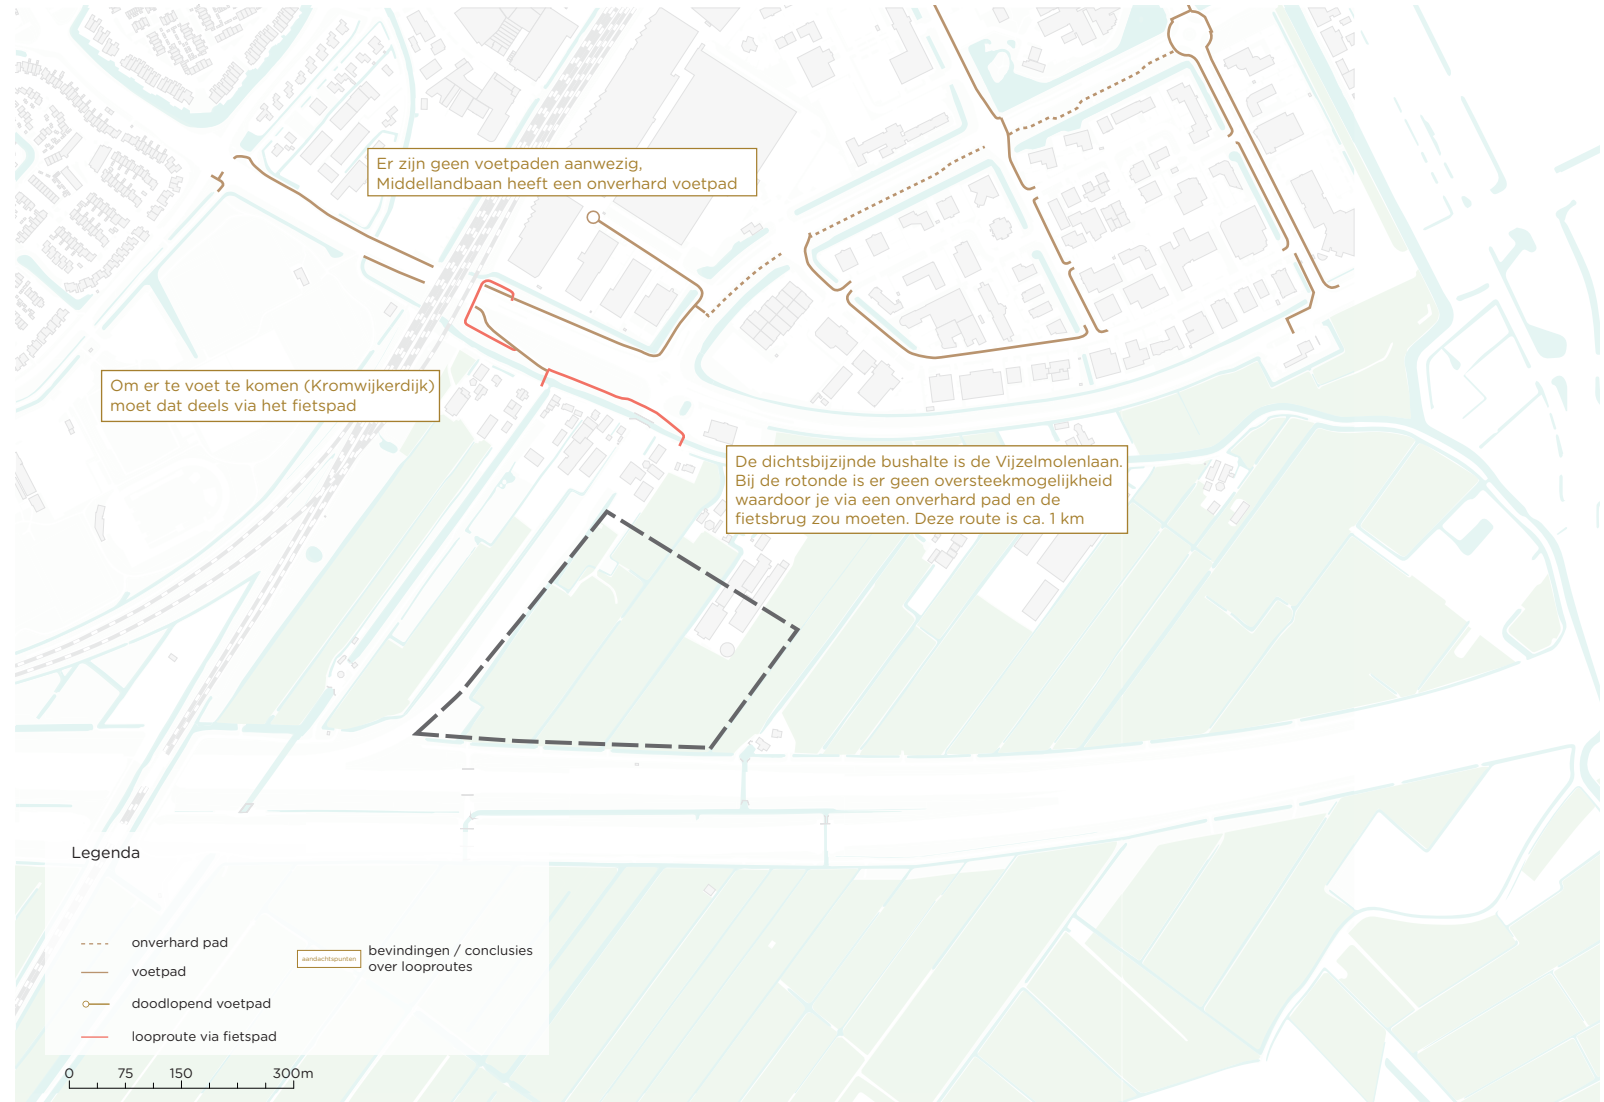 Er zijn geen voetpaden aanwezig,
Middellandbaan heeft een onverhard voetpad
Om er te voet te komen (Kromwijkerdijk)
moet dat deels via het fietspad
De dichtsbijzijnde bushalte is de Vijzelmolenlaan.
Bij de rotonde is er geen oversteekmogelijkheid
waardoor je via een onverhard pad en de
fietsbrug zou moeten. Deze route is ca. 1 km
Legenda
onverhard pad
voetpad
doodlopend voetpad
looproute via fietspad
aandachtspunten
bevindingen / conclusies
over looproutes
0 75 150 300m